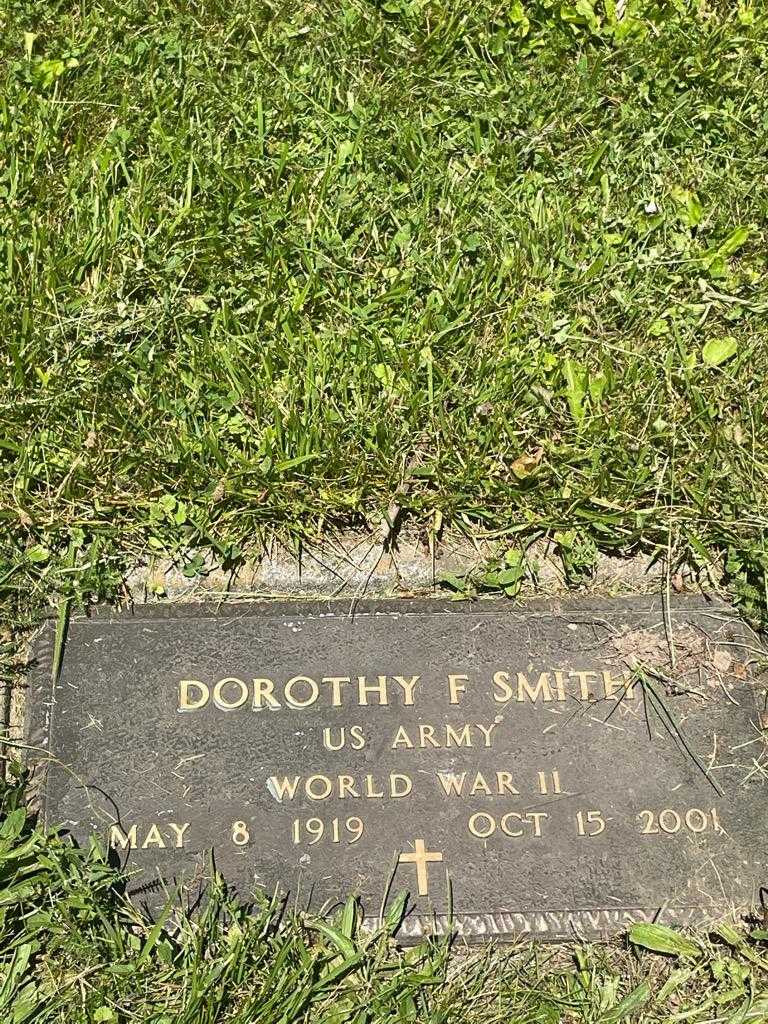 DOROTHY F SMITH
US ARMY
WORLD WAR II
MAY 8 1919 OCT 15 2001